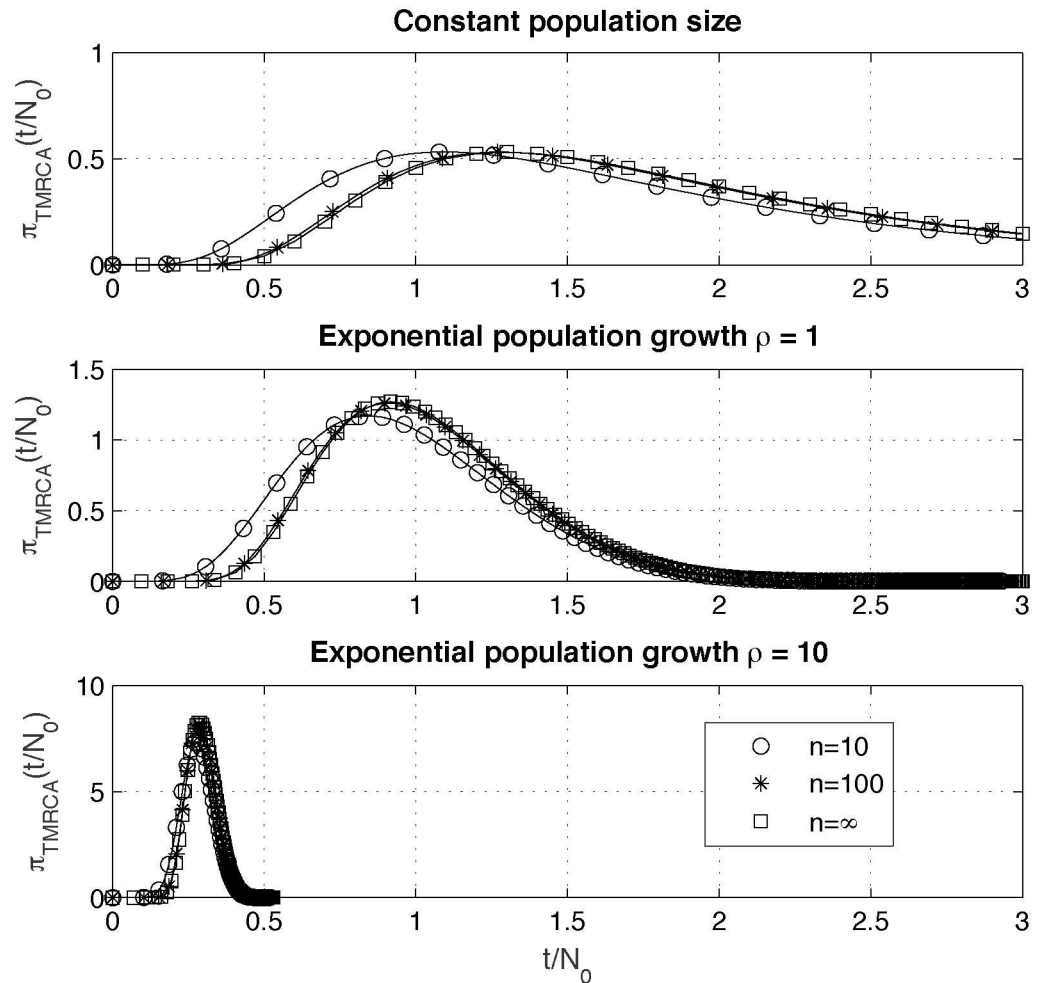 Constant population size
π_TMRCA(t/N_0)
1
0.5
0
0 0.5 1 1.5 2 2.5 3
Exponential population growth ρ = 1
π_TMRCA(t/N_0)
1.5
1
0.5
0
0 0.5 1 1.5 2 2.5 3
Exponential population growth ρ = 10
π_TMRCA(t/N_0)
10
5
0
n=10
n=100
n=∞
0 0.5 1 1.5 2 2.5 3
t/N_0